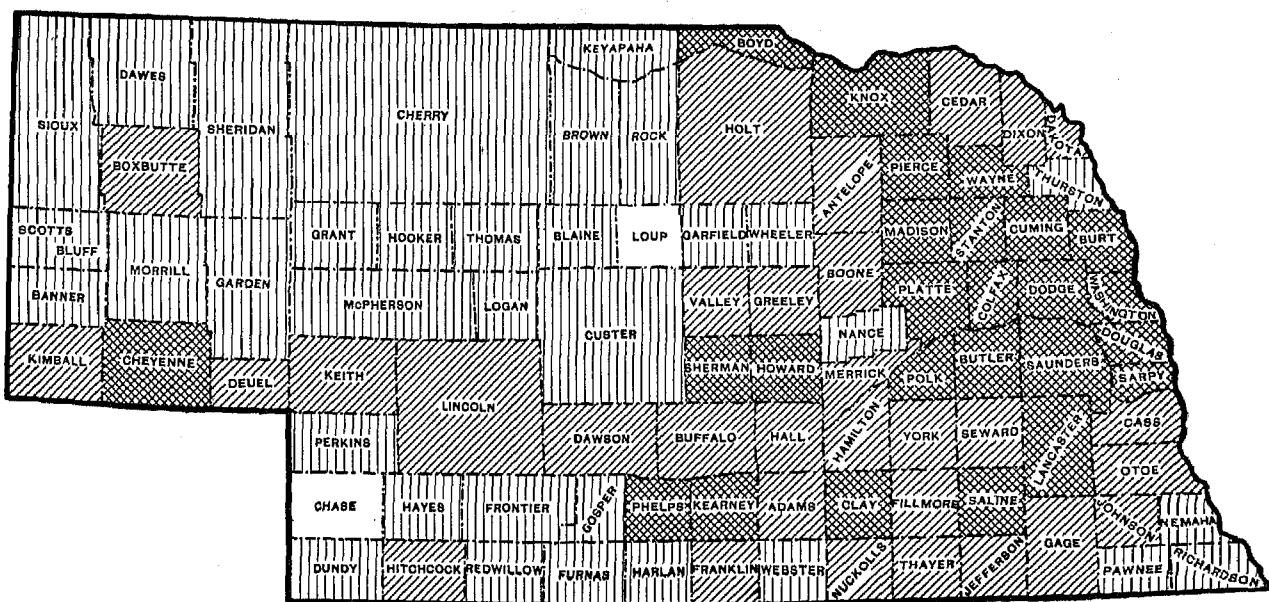 KEYAPAHA
BOYD
DAWES
KNOX
CEDAR
SIOUX
SHERIDAN
CHERRY
BROWN
ROCK
HOLT
DIXON
DAKOTA
BOXBUTTE
PIERCE
WAYNE
THURSTON
ANTELOPE
SCOTTS
BLUFF
GRANT
HOOKER
THOMAS
BLAINE
LOUP
GARFIELD
WHEELER
MADISON
STANTON
CUMING
BURT
MORRILL
GARDEN
BOONE
BANNER
McPHERSON
LOGAN
CUSTER
VALLEY
GREELEY
PLATTE
COLFAX
DODGE
WASHINGTON
NANCE
KIMBALL
CHEYENNE
DEUEL
KEITH
LINCOLN
SHERMAN
HOWARD
MERRICK
POLK
BUTLER
SAUNDERS
DOUGLAS
SARPY
PERKINS
DAWSON
BUFFALO
HALL
HAMILTON
YORK
SEWARD
LANCASTER
CASS
OTOE
CHASE
HAYES
FRONTIER
GOSPER
PHELPS
KEARNEY
ADAMS
CLAY
FILLMORE
SALINE
GAGE
JOHNSON
NEMAHA
DUNDY
HITCHCOCK
REDWILLOW
FURNAS
HARLAN
FRANKLIN
WEBSTER
NUCKOLLS
THAYER
JEFFERSON
PAWNEE
RICHARDSON